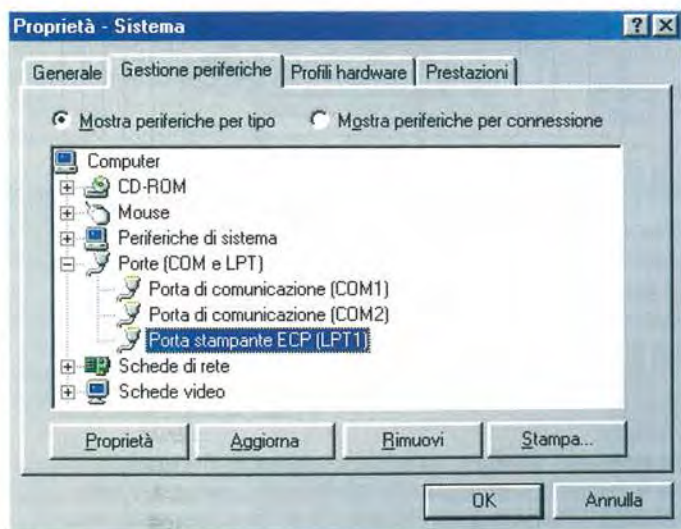 Proprietà - Sistema
Generale Gestione periferiche Profili hardware Prestazioni
Mostra periferiche per tipo Mostra periferiche per connessione
Computer
CD-ROM
Mouse
Periferiche di sistema
Porte (COM e LPT)
Porta di comunicazione (COM1)
Porta di comunicazione (COM2)
Porta stampante ECP (LPT1)
Schede di rete
Schede video
Proprietà Aggiorna Rimuovi Stampa...
OK Annulla